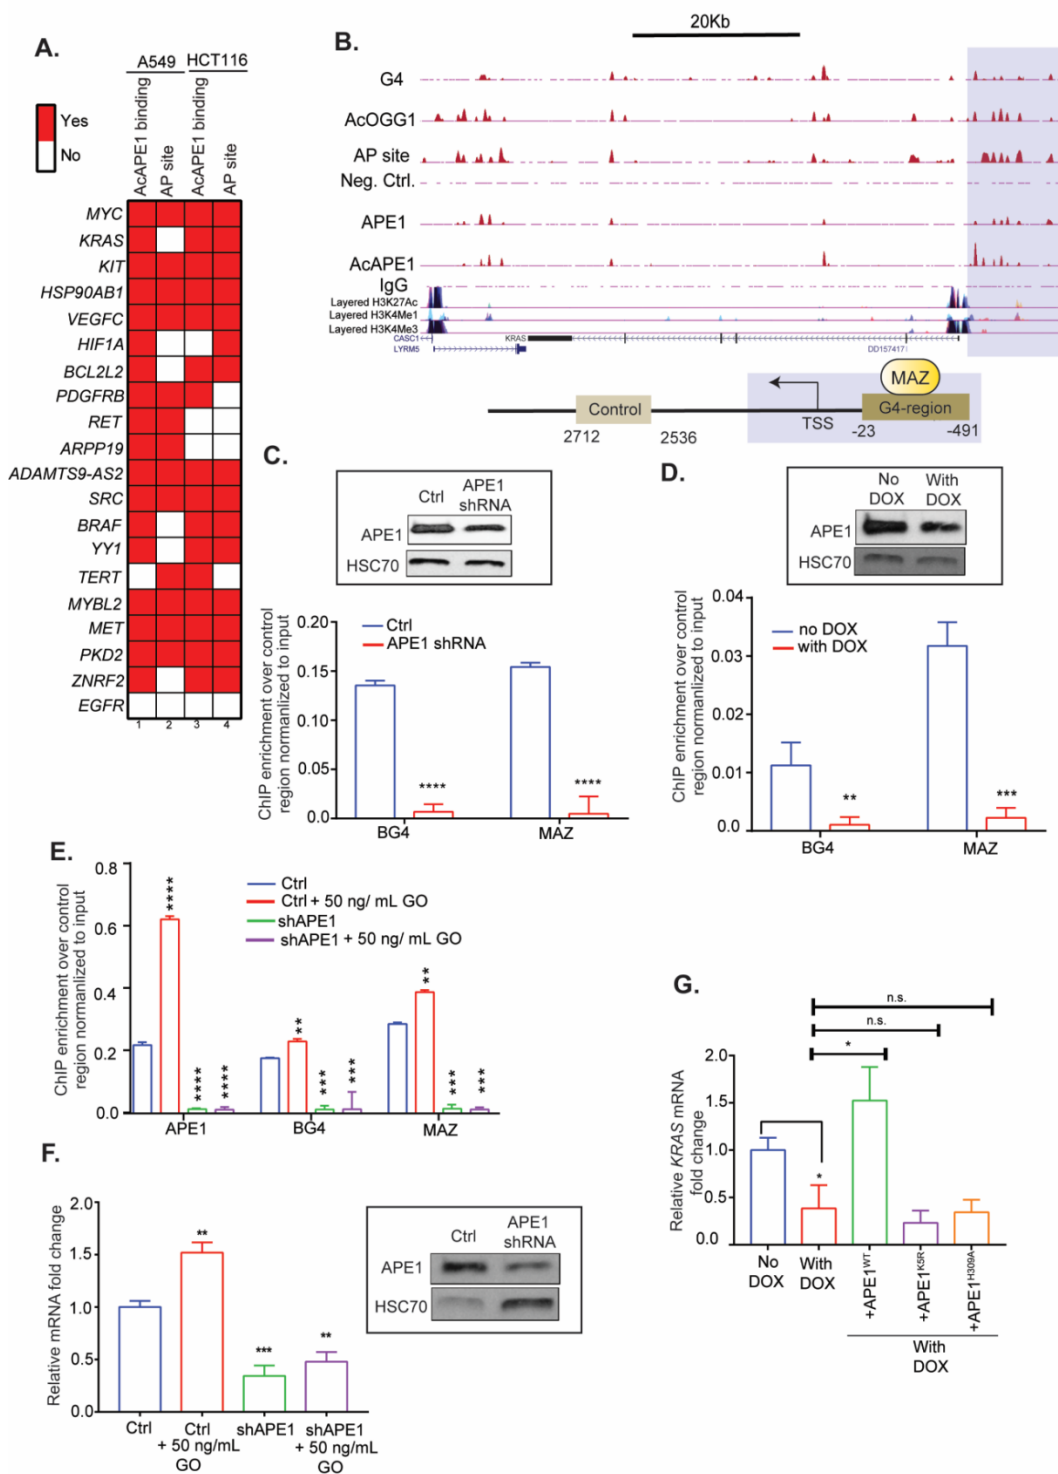 A.
A549
HCT116
AcAPE1 binding
AP site
AcAPE1 binding
AP site
Yes
No
MYC
KRAS
KIT
HSP90AB1
VEGFC
HIF1A
BCL2L2
PDGFRB
RET
ARPP19
ADAMTS9-AS2
SRC
BRAF
YY1
TERT
MYBL2
MET
PKD2
ZNRF2
EGFR
1 2 3 4
B.
20Kb
G4
AcOGG1
AP site
Neg. Ctrl.
APE1
AcAPE1
IgG
Layered H3K27Ac
Layered H3K4Me1
Layered H3K4Me3
CASC1
KRAS
LYRM5
DD157417
MAZ
Control
G4-region
TSS
2712
2536
-23
-491
C.
Ctrl
APE1
shRNA
APE1
HSC70
ChIP enrichment over control
region normanlized to input
0.20
0.15
0.10
0.05
0.0
Ctrl
APE1 shRNA
****
****
BG4
MAZ
D.
No
DOX
With
DOX
APE1
HSC70
ChIP enrichment over control
region normanlized to input
0.04
0.03
0.01
0.0
no DOX
with DOX
**
***
BG4
MAZ
E.
ChIP enrichment over control
region normanlized to input
0.8
0.4
0.2
0.0
Ctrl
Ctrl + 50 ng/ mL GO
shAPE1
shAPE1 + 50 ng/ mL GO
****
****
****
**
***
***
**
***
***
APE1
BG4
MAZ
F.
Relative mRNA fold change
2.0
1.5
1.0
0.5
0.0
**
***
**
Ctrl
Ctrl
+ 50 ng/mL
GO
shAPE1
shAPE1
+ 50 ng/mL
GO
Ctrl
APE1
shRNA
APE1
HSC70
G.
n.s.
n.s.
*
Relative KRAS mRNA
fold change
2.0
1.5
1.0
0.5
0.0
*
No
DOX
With
DOX
+APE1WT
+APE1K5R
+APE1H309A
With
DOX